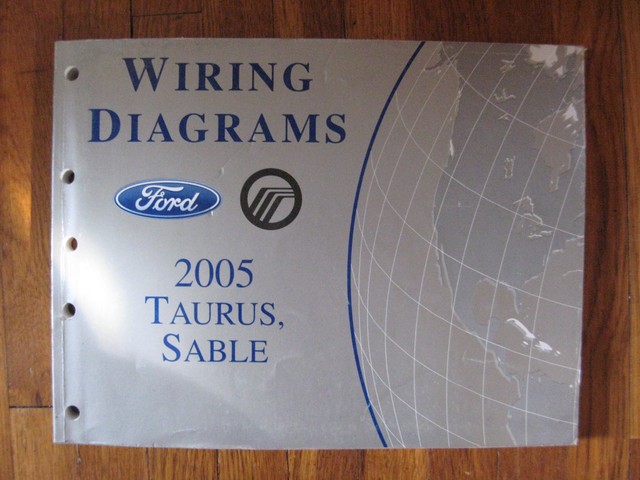 WIRING
DIAGRAMS
Ford
2005
TAURUS,
SABLE